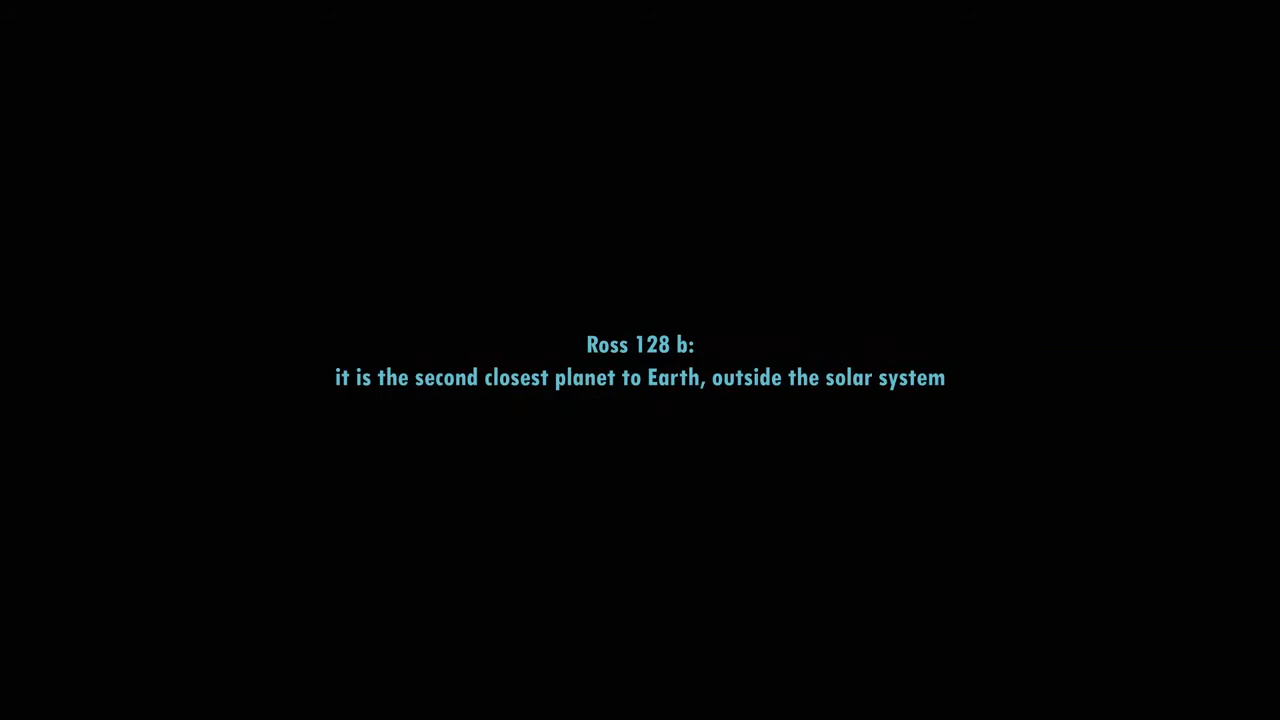 Ross 128 b:
it is the second closest planet to Earth, outside the solar system